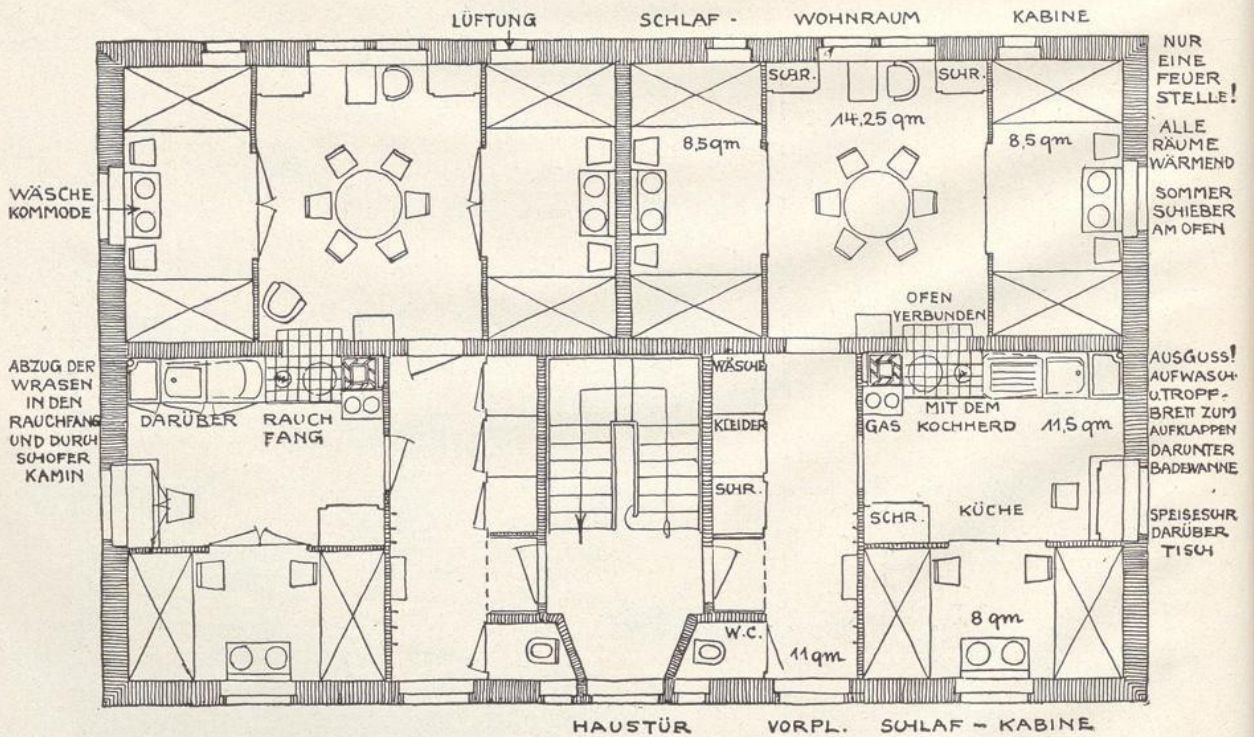 LÜFTUNG SCHLAF - WOHNRAUM KABINE
NUR
EINE
FEUER
STELLE!
ALLE
RÄUME
WÄRMEND
SOMMER
SCHIEBER
AM OFEN
SCHR. SCHR.
14,25 qm
8,5 qm 8,5 qm
WÄSCHE
KOMMODE
OFEN
VERBUNDEN
ABZUG DER
WRASEN
IN DEN
RAUCHFANG
UND DURCH
SCHOFER
KAMIN
DARÜBER RAUCH
FANG
WÄSCHE
KLEIDER
SCHR.
GAS MIT DEM
KOCHHERD 11,5 qm
AUSGUSS!
AUFWASCH-
U. TROPF-
BRETT ZUM
AUFKLAPPEN
DARUNTER
BADEWANNE
SPEISESCHR
DARÜBER
TISCH
SCHR. KÜCHE
8 qm
W.C.
11 qm
HAUSTÜR VORPL. SCHLAF - KABINE